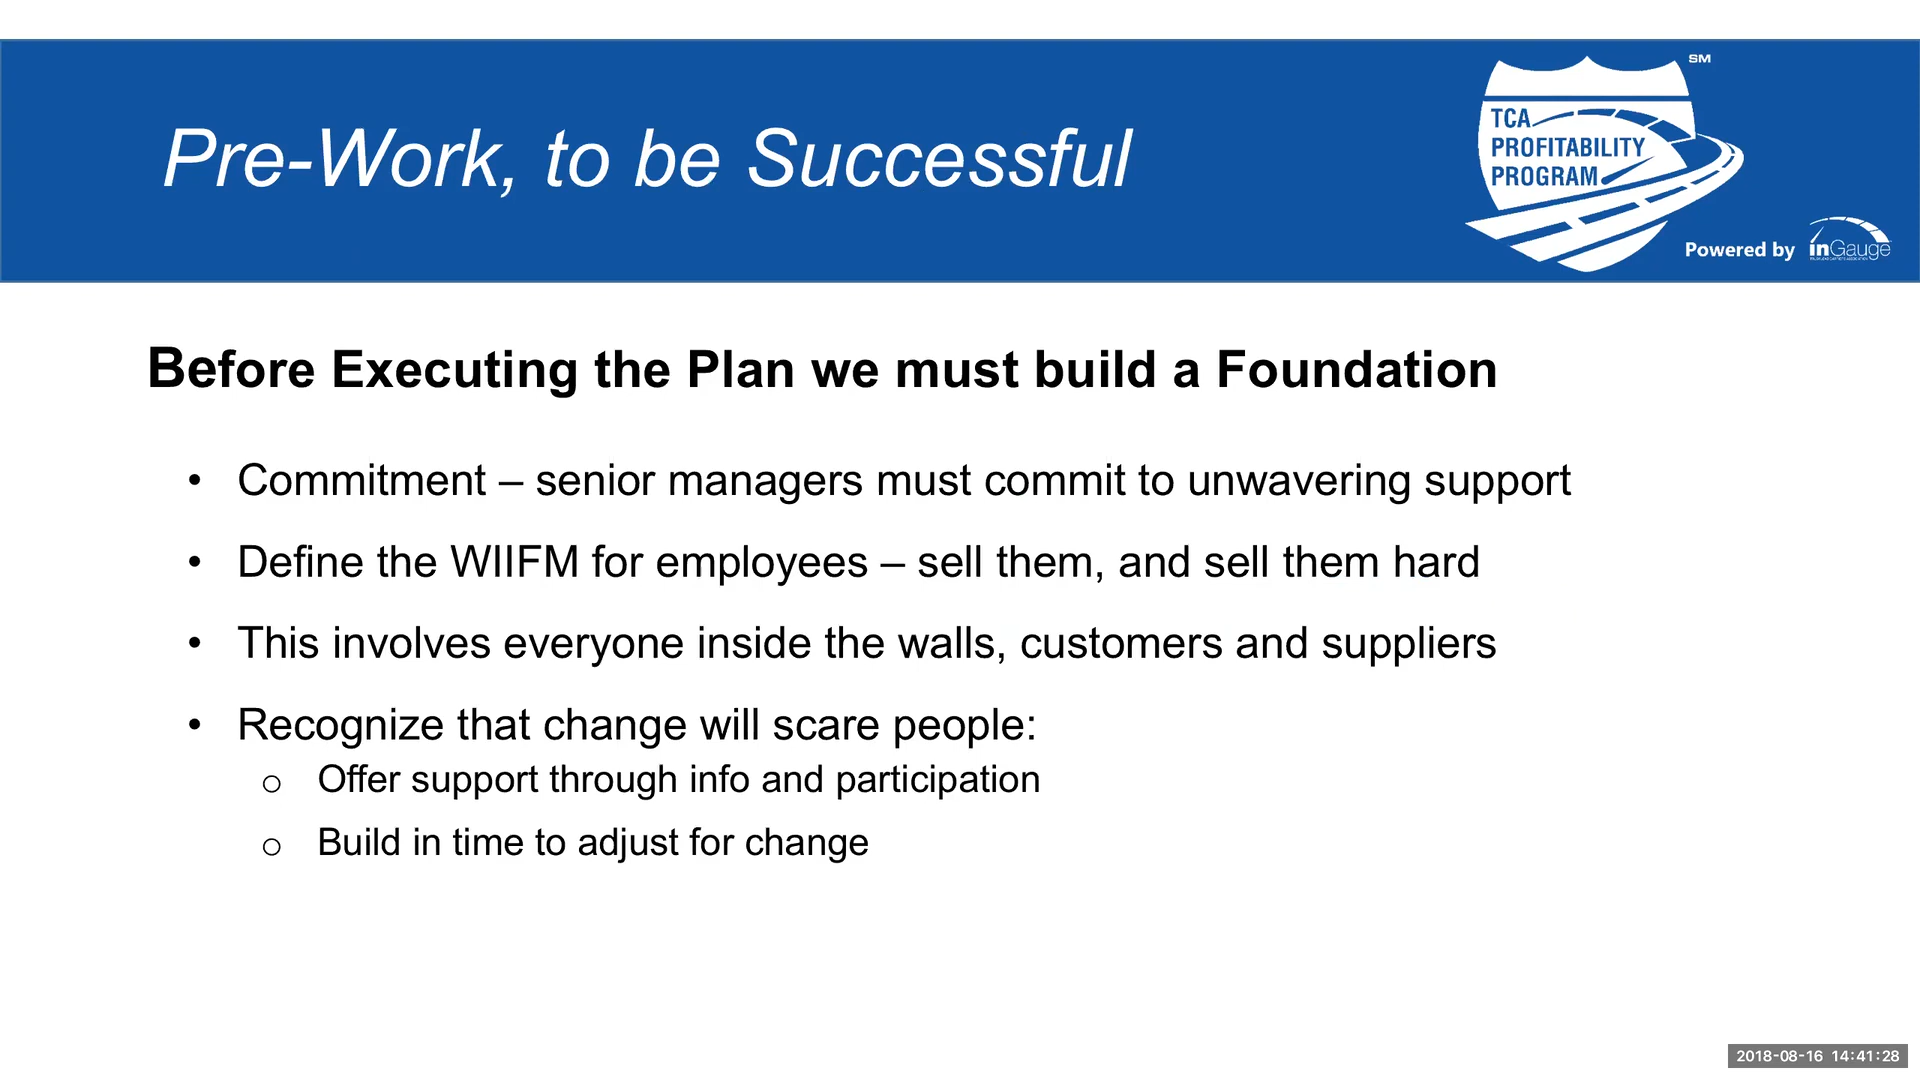 Pre-Work, to be Successful
SM
TCA
PROFITABILITY
PROGRAM
Powered by inGauge
Before Executing the Plan we must build a Foundation
• Commitment – senior managers must commit to unwavering support
• Define the WIIFM for employees – sell them, and sell them hard
• This involves everyone inside the walls, customers and suppliers
• Recognize that change will scare people:
o Offer support through info and participation
o Build in time to adjust for change
2018-08-16 14:41:28